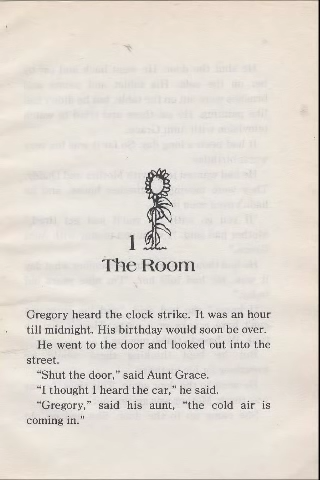 1
The Room
Gregory heard the clock strike. It was an hour
till midnight. His birthday would soon be over.
He went to the door and looked out into the
street.
“Shut the door,” said Aunt Grace.
“I thought I heard the car,” he said.
“Gregory,” said his aunt, “the cold air is
coming in.”